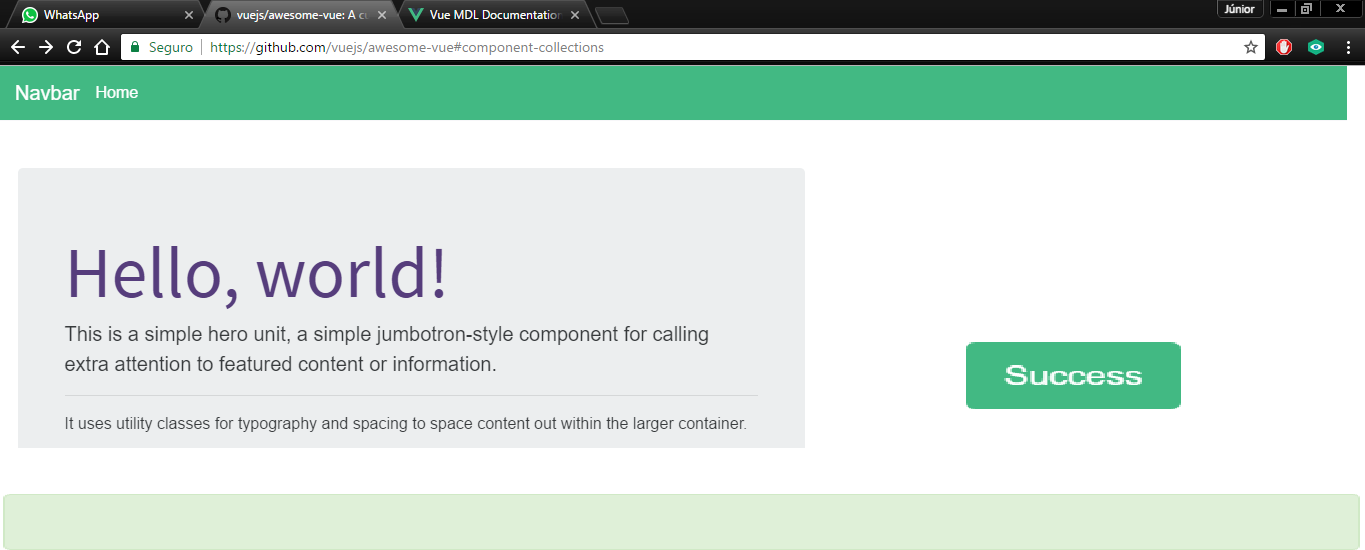 WhatsApp
vuejs/awesome-vue: A cu
Vue MDL Documentation
Júnior
Seguro
https://github.com/vuejs/awesome-vue#component-collections
Navbar Home
Hello, world!
This is a simple hero unit, a simple jumbotron-style component for calling
extra attention to featured content or information.
Success
It uses utility classes for typography and spacing to space content out within the larger container.